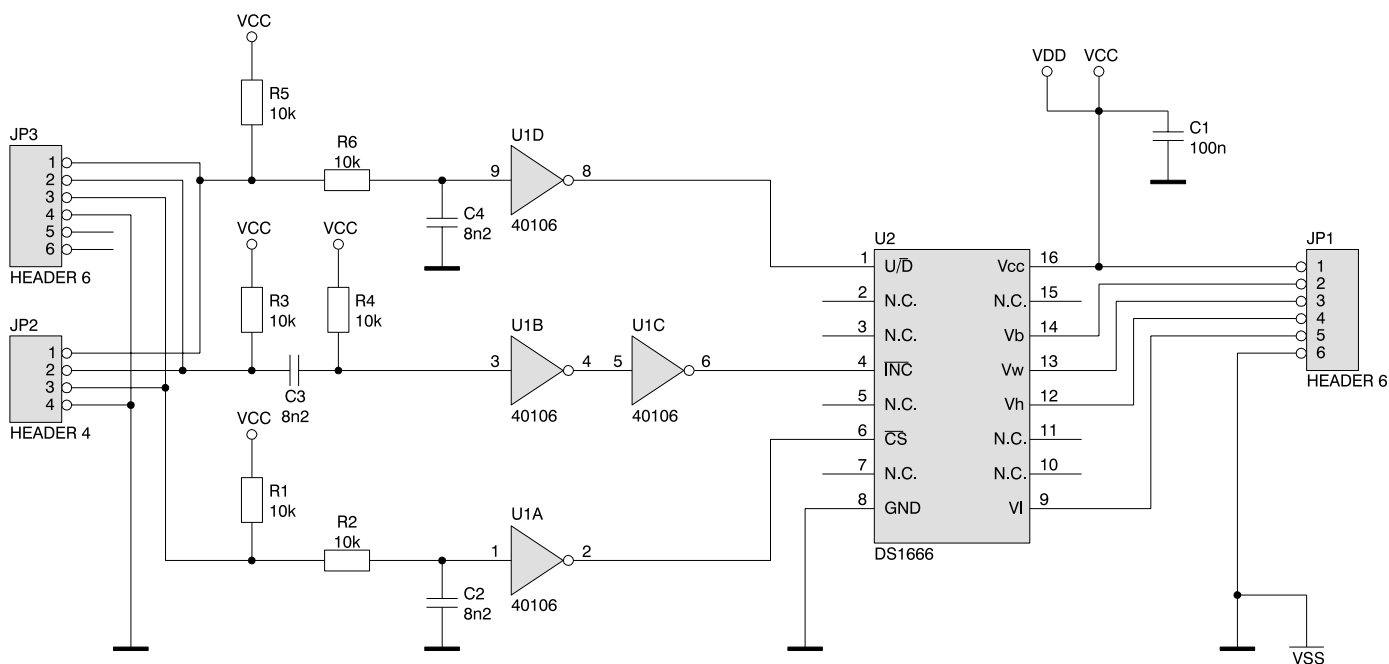 VCC
R5
10k
JP3
1
2
3
4
5
6
HEADER 6
R6
10k
C4
8n2
U1D
9
8
40106
VDD
VCC
C1
100n
VCC
VCC
R3
10k
R4
10k
JP2
1
2
3
4
HEADER 4
C3
8n2
U1B
3
4
40106
U1C
5
6
40106
VCC
R1
10k
R2
10k
C2
8n2
U1A
1
2
40106
U2
1 U/D̅ Vcc 16
2 N.C. N.C. 15
3 N.C. Vb 14
4 I̅N̅C̅ Vw 13
5 N.C. Vh 12
6 C̅S̅ N.C. 11
7 N.C. N.C. 10
8 GND Vl 9
DS1666
JP1
1
2
3
4
5
6
HEADER 6
VSS